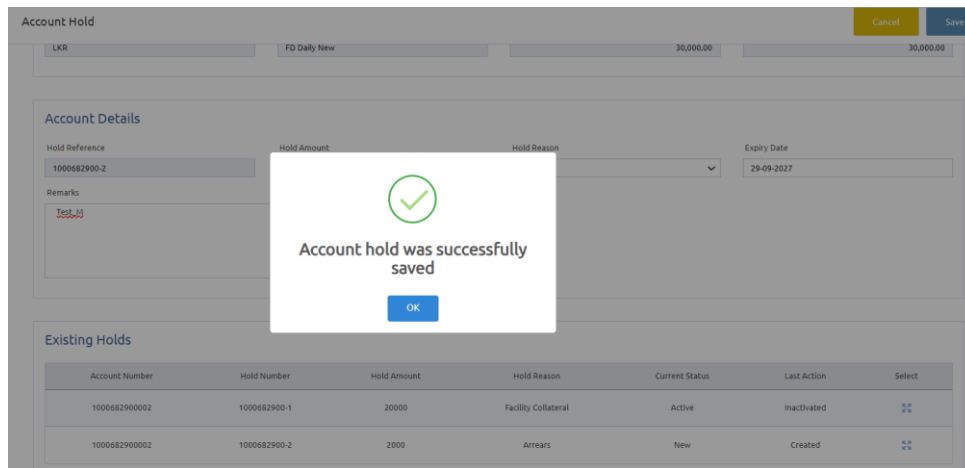 Account Hold
Cancel
Save
LKR
FD Daily New
30,000.00
30,000.00
Account Details
Hold Reference
Hold Amount
Hold Reason
Expiry Date
1000682900-2
29-09-2027
Remarks
Test_M
Account hold was successfully
saved
OK
Existing Holds
Account Number Hold Number Hold Amount Hold Reason Current Status Last Action Select
1000682900002 1000682900-1 20000 Facility Collateral Active Inactivated
1000682900002 1000682900-2 2000 Arrears New Created